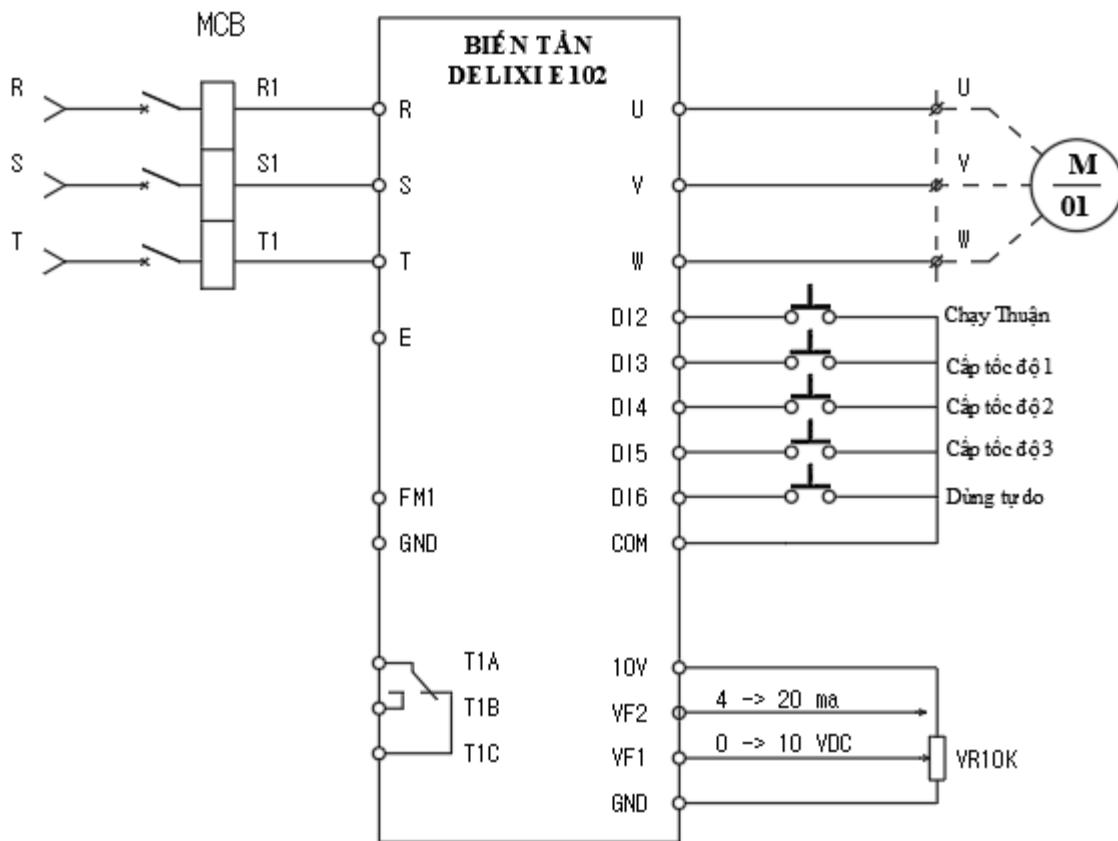 MCB
BIẾN TẦN
DELIXI E 102
R
R1
R
U
U
S
S1
S
V
V
M
01
T
T1
T
W
W
DI2
Chạy Thuận
E
DI3
Cấp tốc độ 1
DI4
Cấp tốc độ 2
DI5
Cấp tốc độ 3
FM1
DI6
Dừng tự do
GND
COM
T1A
10V
T1B
VF2
4 -> 20 ma
T1C
VF1
0 -> 10 VDC
VR10K
GND